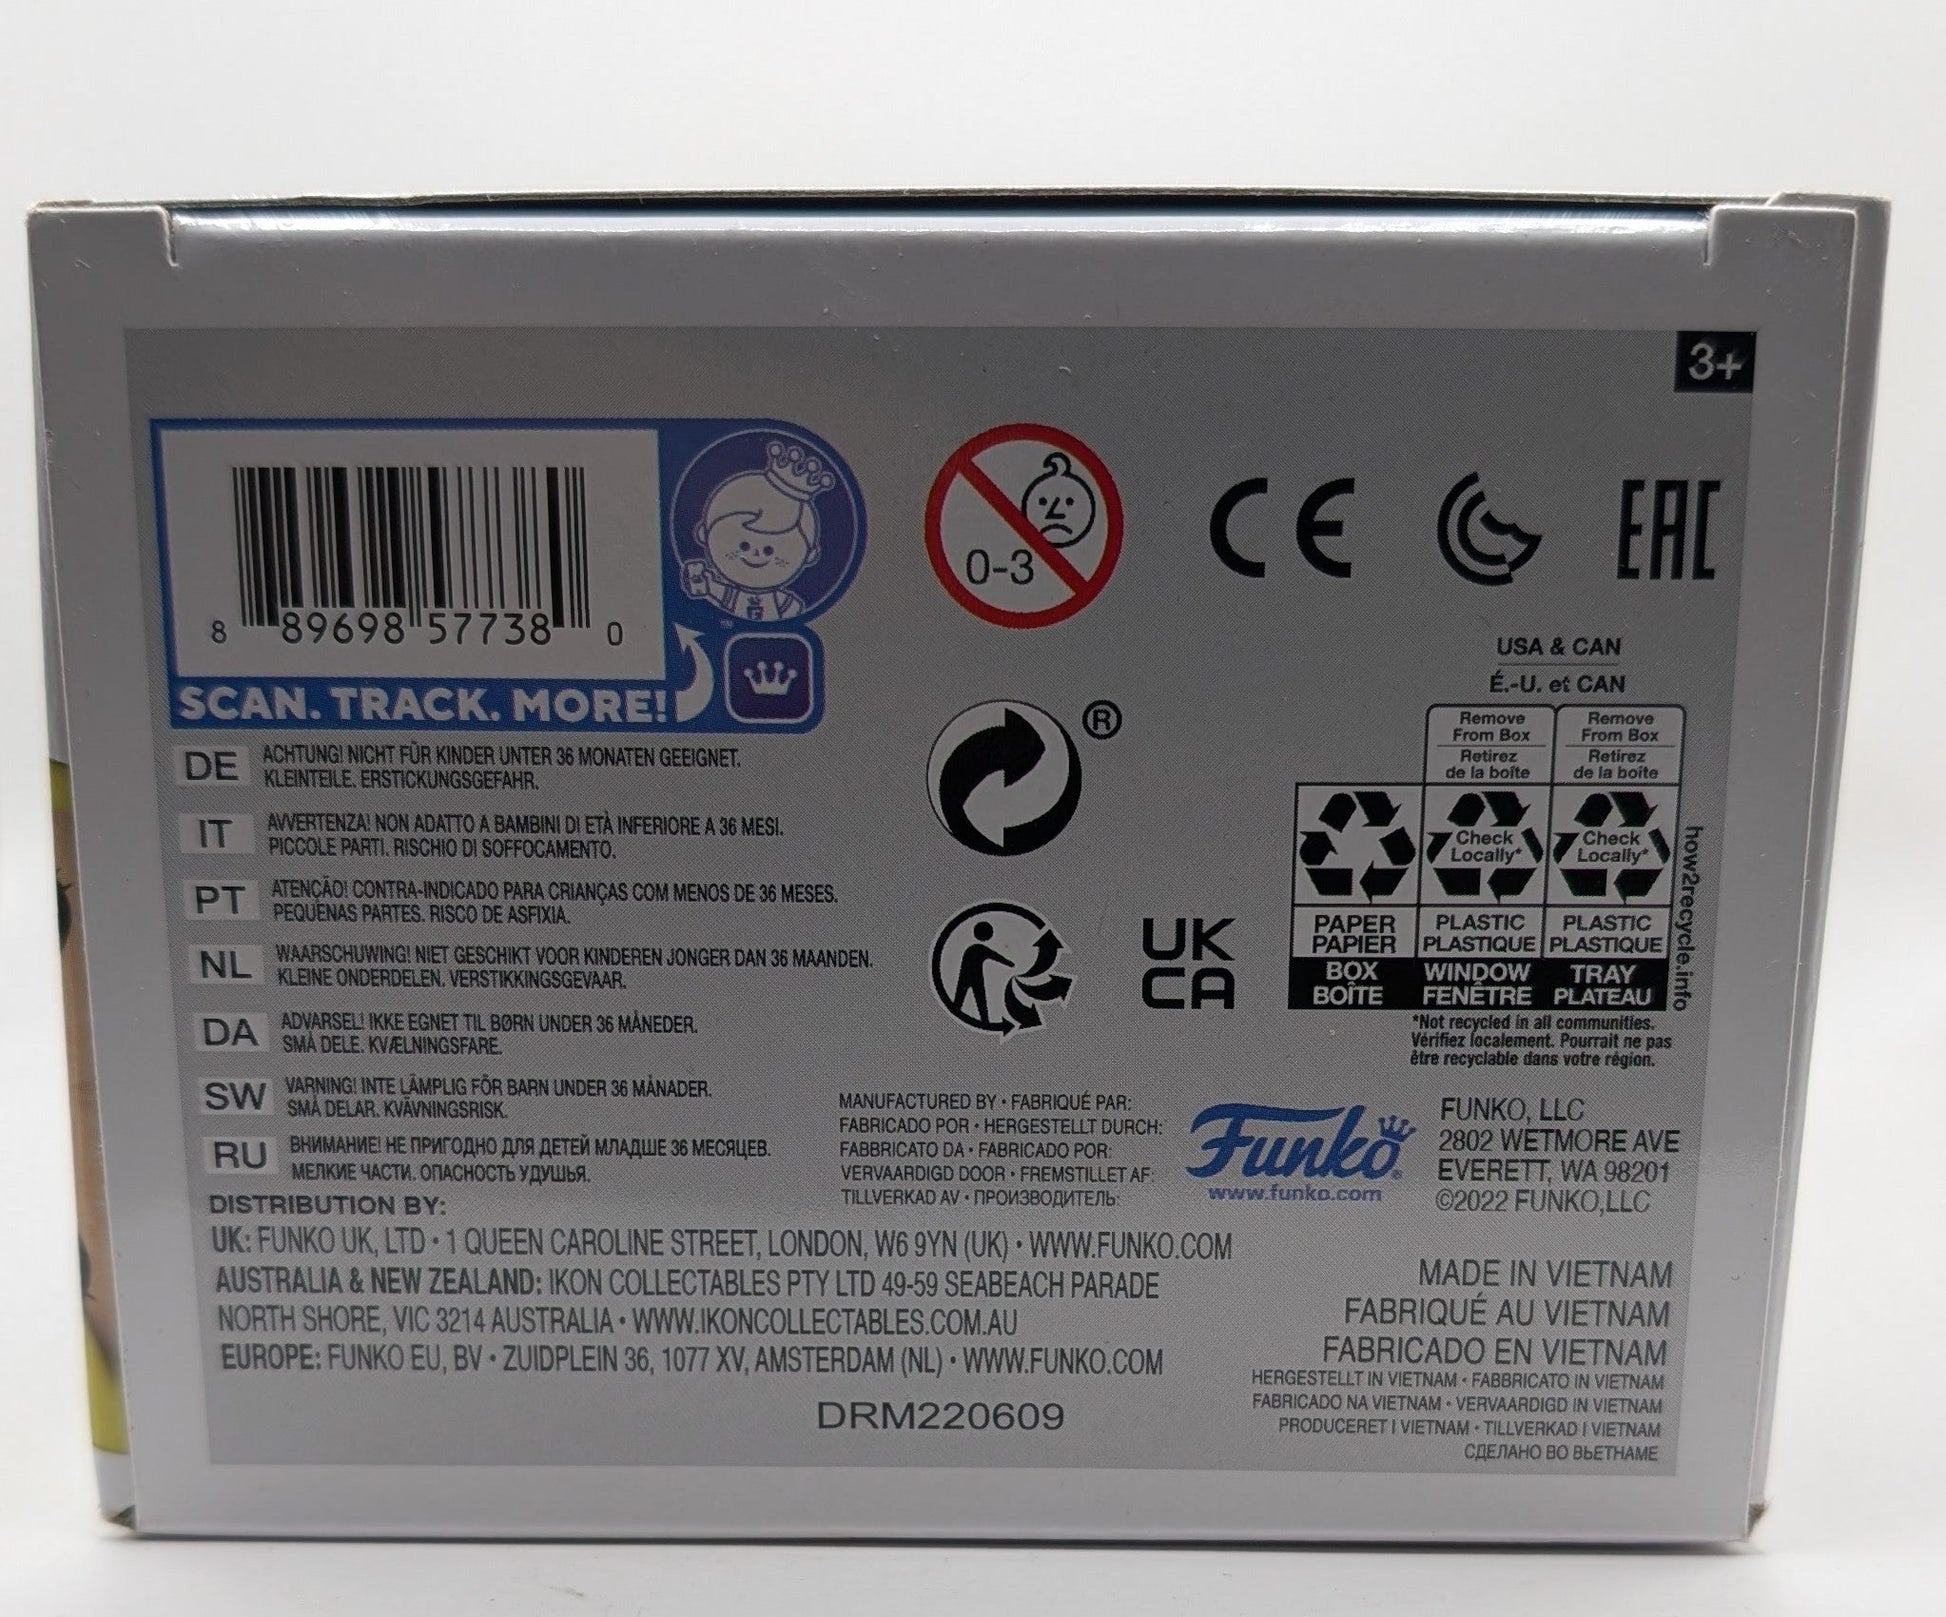 3+
8 89698 57738 0
™
SCAN. TRACK. MORE!
0-3
CE
EAC
®
UK
CA
USA & CAN
É.-U. et CAN
Remove
From Box
Retirez
de la boîte
Remove
From Box
Retirez
de la boîte
Check
Locally*
Check
Locally*
PAPER
PAPIER
PLASTIC
PLASTIQUE
PLASTIC
PLASTIQUE
BOX
BOÎTE
WINDOW
FENÊTRE
TRAY
PLATEAU
how2recycle.info
*Not recycled in all communities.
Vérifiez localement. Pourrait ne pas
être recyclable dans votre région.
DE ACHTUNG! NICHT FÜR KINDER UNTER 36 MONATEN GEEIGNET.
KLEINTEILE. ERSTICKUNGSGEFAHR.
IT AVVERTENZA! NON ADATTO A BAMBINI DI ETÀ INFERIORE A 36 MESI.
PICCOLE PARTI. RISCHIO DI SOFFOCAMENTO.
PT ATENÇÃO! CONTRA-INDICADO PARA CRIANÇAS COM MENOS DE 36 MESES.
PEQUENAS PARTES. RISCO DE ASFIXIA.
NL WAARSCHUWING! NIET GESCHIKT VOOR KINDEREN JONGER DAN 36 MAANDEN.
KLEINE ONDERDELEN. VERSTIKKINGSGEVAAR.
DA ADVARSEL! IKKE EGNET TIL BØRN UNDER 36 MÅNEDER.
SMÅ DELE. KVÆLNINGSFARE.
SW VARNING! INTE LÄMPLIG FÖR BARN UNDER 36 MÅNADER.
SMÅ DELAR. KVÄVNINGSRISK.
RU ВНИМАНИЕ! НЕ ПРИГОДНО ДЛЯ ДЕТЕЙ МЛАДШЕ 36 МЕСЯЦЕВ.
МЕЛКИЕ ЧАСТИ. ОПАСНОСТЬ УДУШЬЯ.
MANUFACTURED BY • FABRIQUÉ PAR:
FABRICADO POR • HERGESTELLT DURCH:
FABBRICATO DA • FABRICADO POR:
VERVAARDIGD DOOR • FREMSTILLET AF:
TILLVERKAD AV • ПРОИЗВОДИТЕЛЬ:
Funko®
www.funko.com
FUNKO, LLC
2802 WETMORE AVE
EVERETT, WA 98201
©2022 FUNKO,LLC
DISTRIBUTION BY:
UK: FUNKO UK, LTD • 1 QUEEN CAROLINE STREET, LONDON, W6 9YN (UK) • WWW.FUNKO.COM
AUSTRALIA & NEW ZEALAND: IKON COLLECTABLES PTY LTD 49-59 SEABEACH PARADE
NORTH SHORE, VIC 3214 AUSTRALIA • WWW.IKONCOLLECTABLES.COM.AU
EUROPE: FUNKO EU, BV • ZUIDPLEIN 36, 1077 XV, AMSTERDAM (NL) • WWW.FUNKO.COM
DRM220609
MADE IN VIETNAM
FABRIQUÉ AU VIETNAM
FABRICADO EN VIETNAM
HERGESTELLT IN VIETNAM • FABBRICATO IN VIETNAM
FABRICADO NA VIETNAM • VERVAARDIGD IN VIETNAM
PRODUCERET I VIETNAM • TILLVERKAD I VIETNAM
СДЕЛАНО ВО ВЬЕТНАМЕ